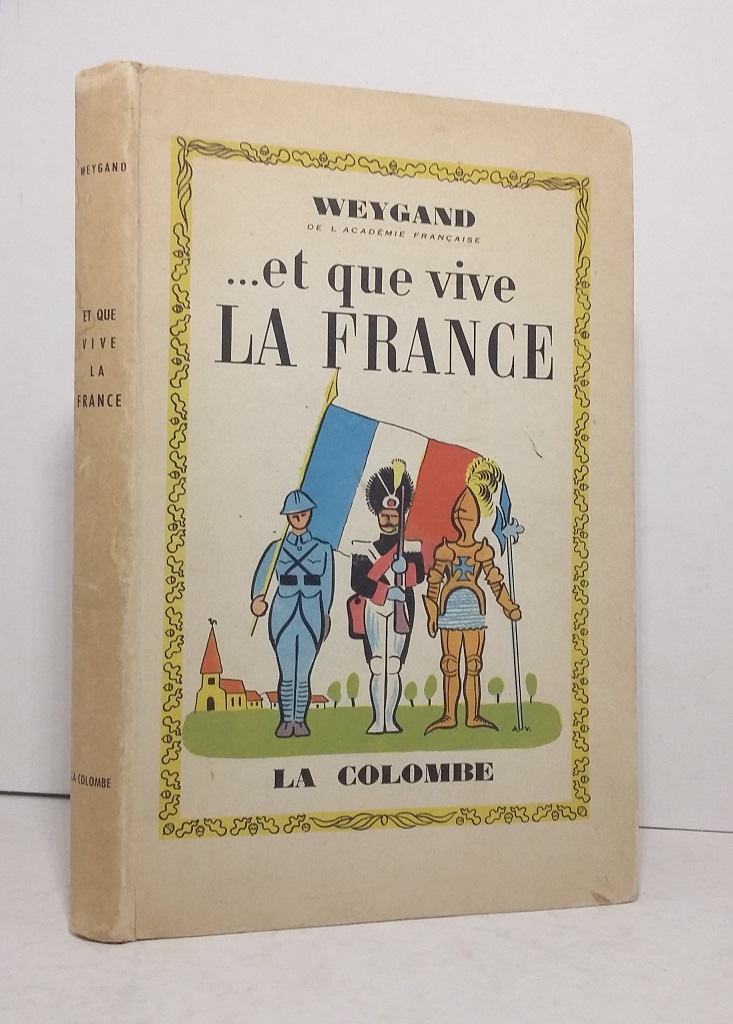 WEYGAND
ET QUE
VIVE
LA
FRANCE
LA COLOMBE
WEYGAND
DE L'ACADÉMIE FRANÇAISE
...et que vive
LA FRANCE
A.V.
LA COLOMBE